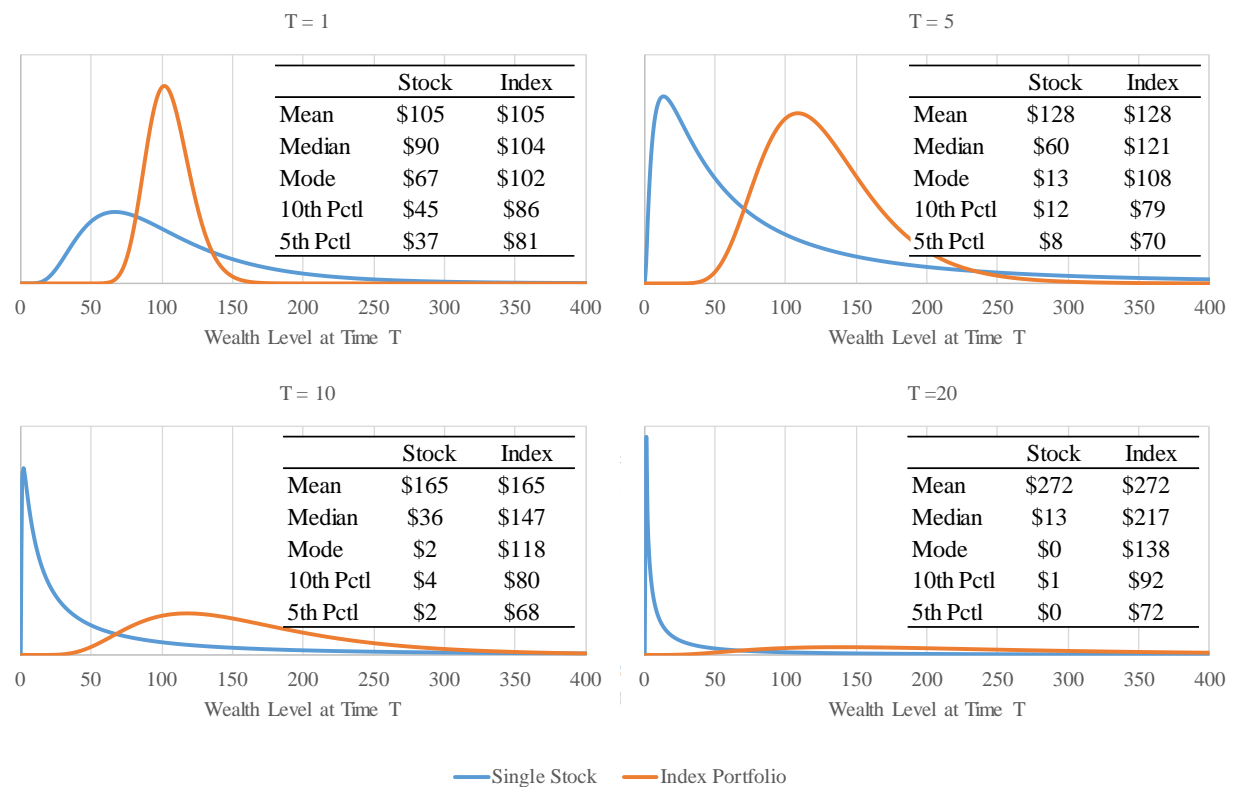 T = 1
Stock Index
Mean $105 $105
Median $90 $104
Mode $67 $102
10th Pctl $45 $86
5th Pctl $37 $81
0 50 100 150 200 250 300 350 400
Wealth Level at Time T
T = 5
Stock Index
Mean $128 $128
Median $60 $121
Mode $13 $108
10th Pctl $12 $79
5th Pctl $8 $70
0 50 100 150 200 250 300 350 400
Wealth Level at Time T
T = 10
Stock Index
Mean $165 $165
Median $36 $147
Mode $2 $118
10th Pctl $4 $80
5th Pctl $2 $68
0 50 100 150 200 250 300 350 400
Wealth Level at Time T
T =20
Stock Index
Mean $272 $272
Median $13 $217
Mode $0 $138
10th Pctl $1 $92
5th Pctl $0 $72
0 50 100 150 200 250 300 350 400
Wealth Level at Time T
Single Stock Index Portfolio